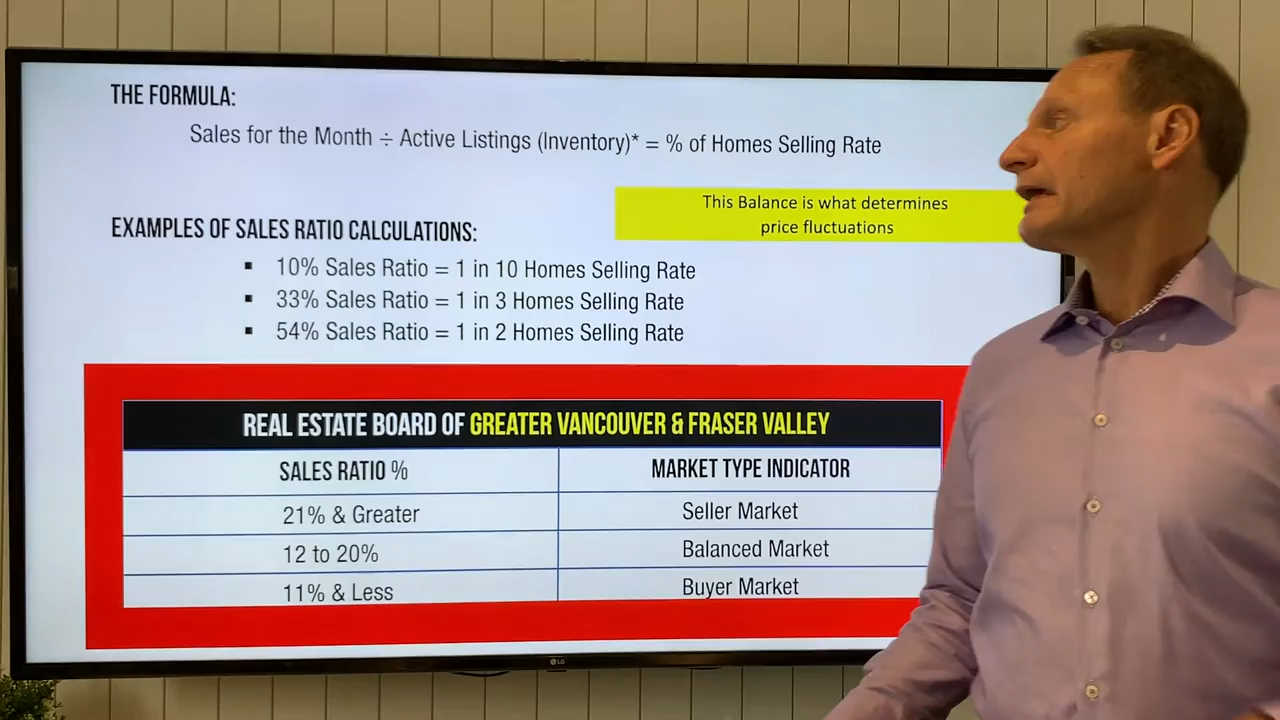 THE FORMULA:
Sales for the Month ÷ Active Listings (Inventory)* = % of Homes Selling Rate
This Balance is what determines
price fluctuations
EXAMPLES OF SALES RATIO CALCULATIONS:
▪ 10% Sales Ratio = 1 in 10 Homes Selling Rate
▪ 33% Sales Ratio = 1 in 3 Homes Selling Rate
▪ 54% Sales Ratio = 1 in 2 Homes Selling Rate
REAL ESTATE BOARD OF GREATER VANCOUVER & FRASER VALLEY
SALES RATIO % MARKET TYPE INDICATOR
21% & Greater Seller Market
12 to 20% Balanced Market
11% & Less Buyer Market
LG